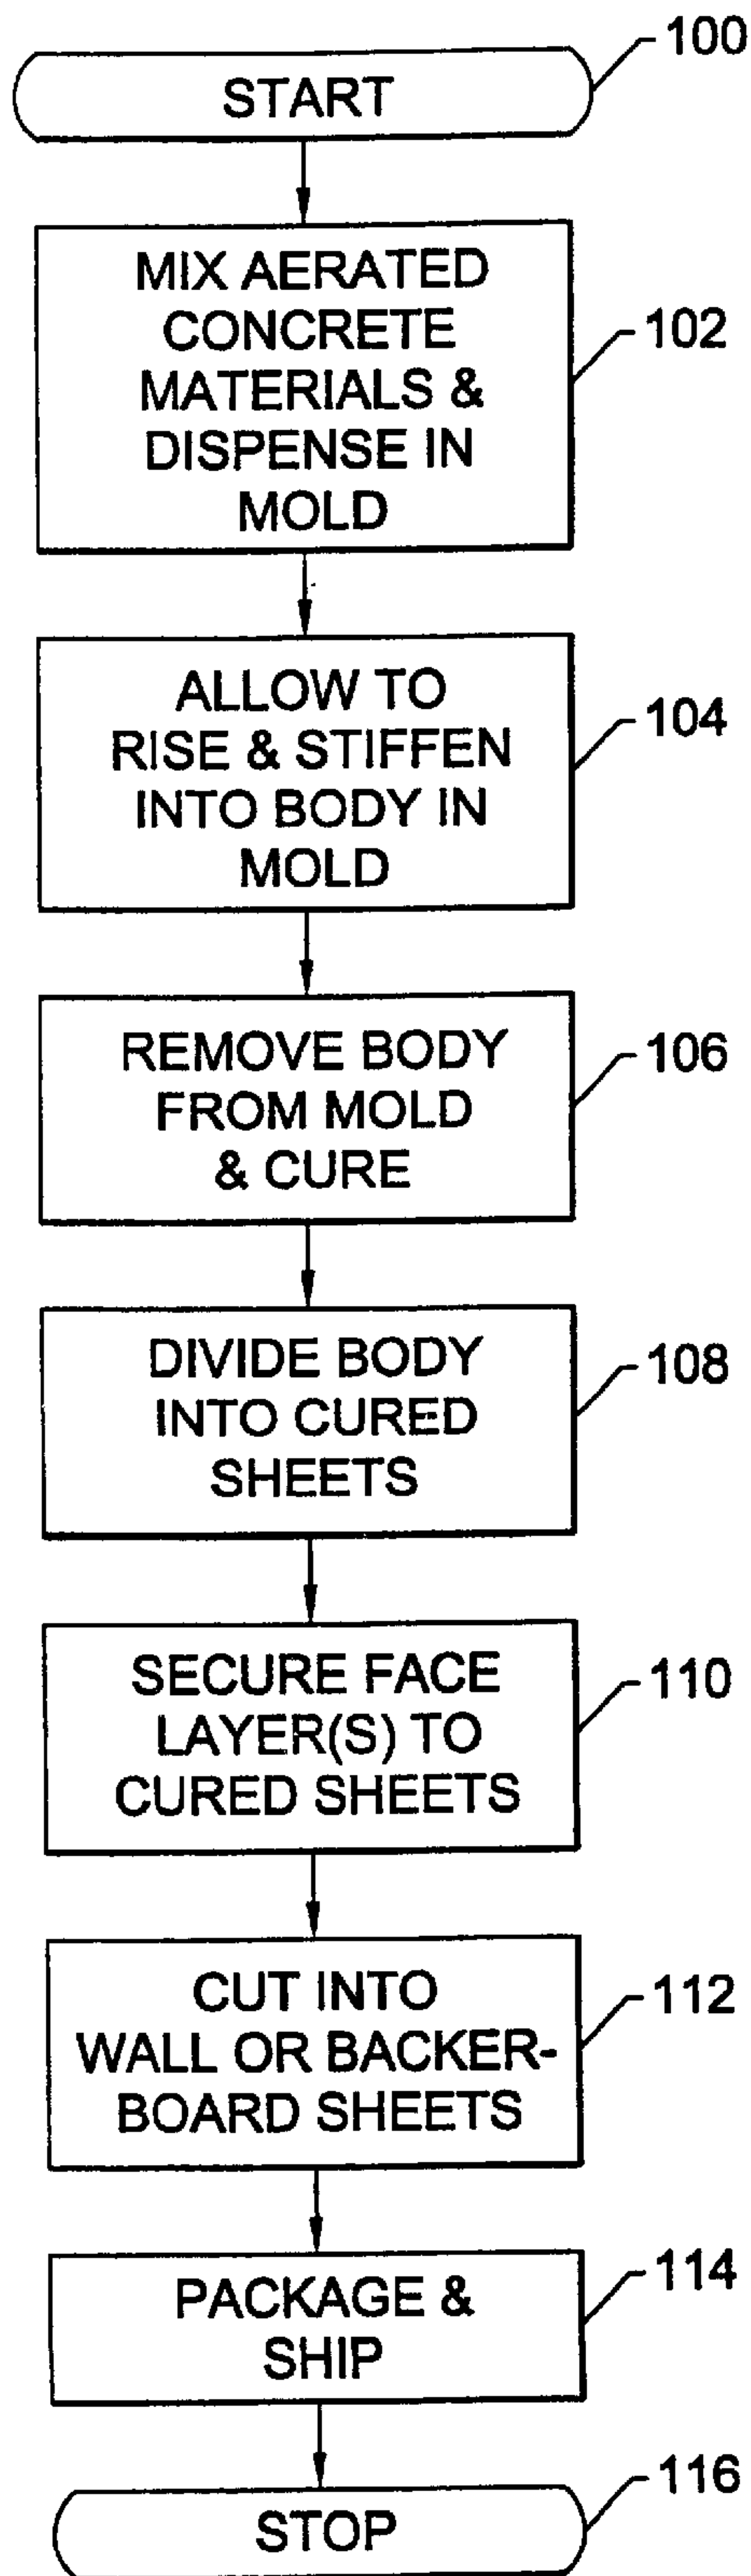 100
START
MIX AERATED
CONCRETE
MATERIALS &
DISPENSE IN
MOLD
102
ALLOW TO
RISE & STIFFEN
INTO BODY IN
MOLD
104
REMOVE BODY
FROM MOLD
& CURE
106
DIVIDE BODY
INTO CURED
SHEETS
108
SECURE FACE
LAYER(S) TO
CURED SHEETS
110
CUT INTO
WALL OR BACKER-
BOARD SHEETS
112
PACKAGE &
SHIP
114
STOP
116